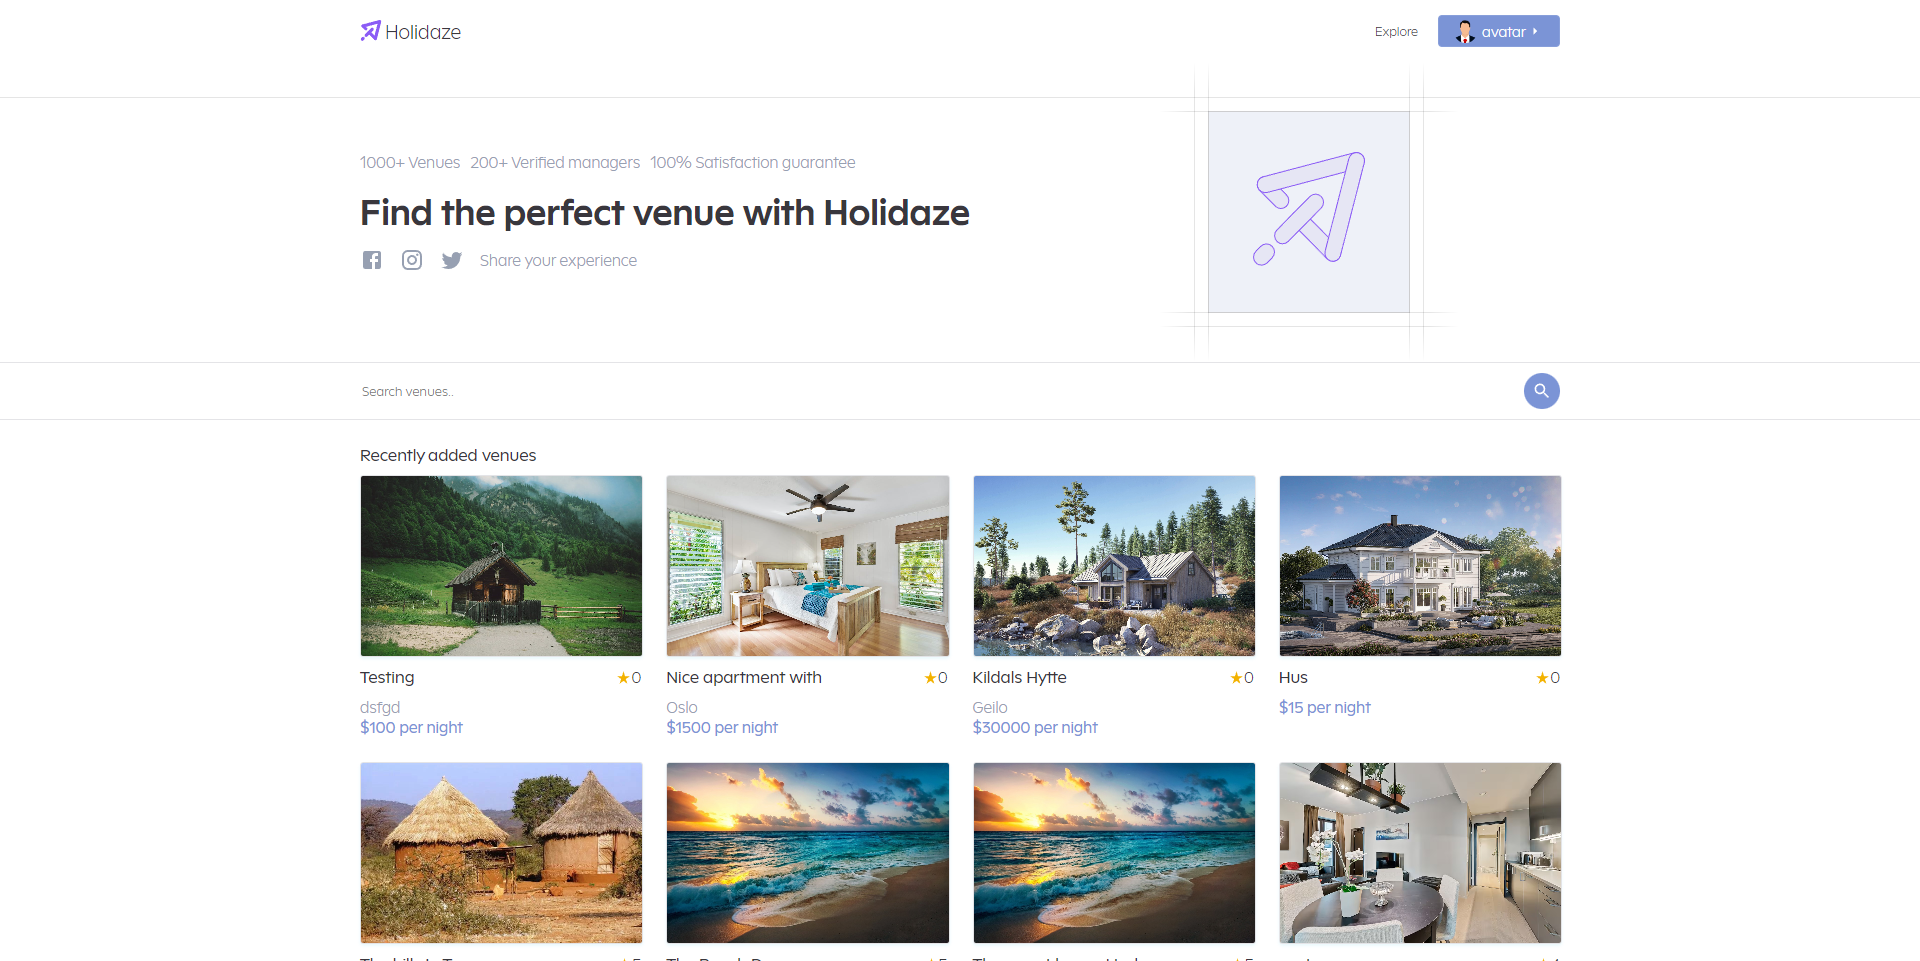 Holidaze
Explore
avatar
1000+ Venues 200+ Verified managers 100% Satisfaction guarantee
Find the perfect venue with Holidaze
Share your experience
Search venues..
Recently added venues
Testing ★0
dsfgd
$100 per night
Nice apartment with ★0
Oslo
$1500 per night
Kildals Hytte ★0
Geilo
$30000 per night
Hus ★0
$15 per night